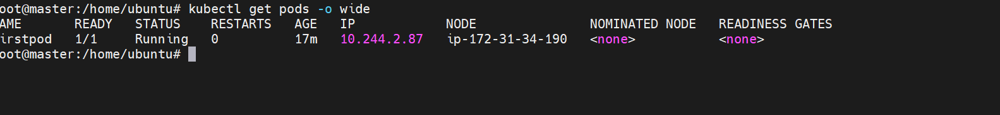 oot@master:/home/ubuntu# kubectl get pods -o wide
AME READY STATUS RESTARTS AGE IP NODE NOMINATED NODE READINESS GATES
irstpod 1/1 Running 0 17m 10.244.2.87 ip-172-31-34-190 <none> <none>
oot@master:/home/ubuntu#